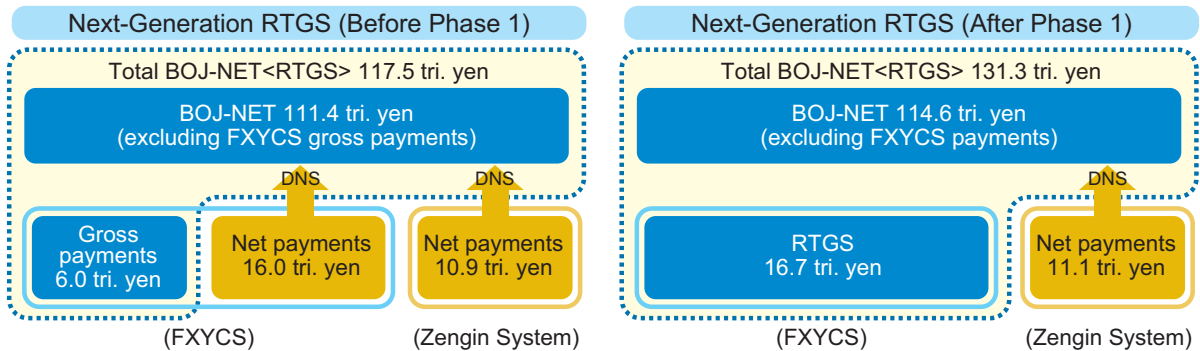 Next-Generation RTGS (Before Phase 1)
Total BOJ-NET<RTGS> 117.5 tri. yen
BOJ-NET 111.4 tri. yen
(excluding FXYCS gross payments)
DNS
DNS
Gross
payments
6.0 tri. yen
Net payments
16.0 tri. yen
Net payments
10.9 tri. yen
(FXYCS)
(Zengin System)
Next-Generation RTGS (After Phase 1)
Total BOJ-NET<RTGS> 131.3 tri. yen
BOJ-NET 114.6 tri. yen
(excluding FXYCS payments)
DNS
RTGS
16.7 tri. yen
Net payments
11.1 tri. yen
(FXYCS)
(Zengin System)